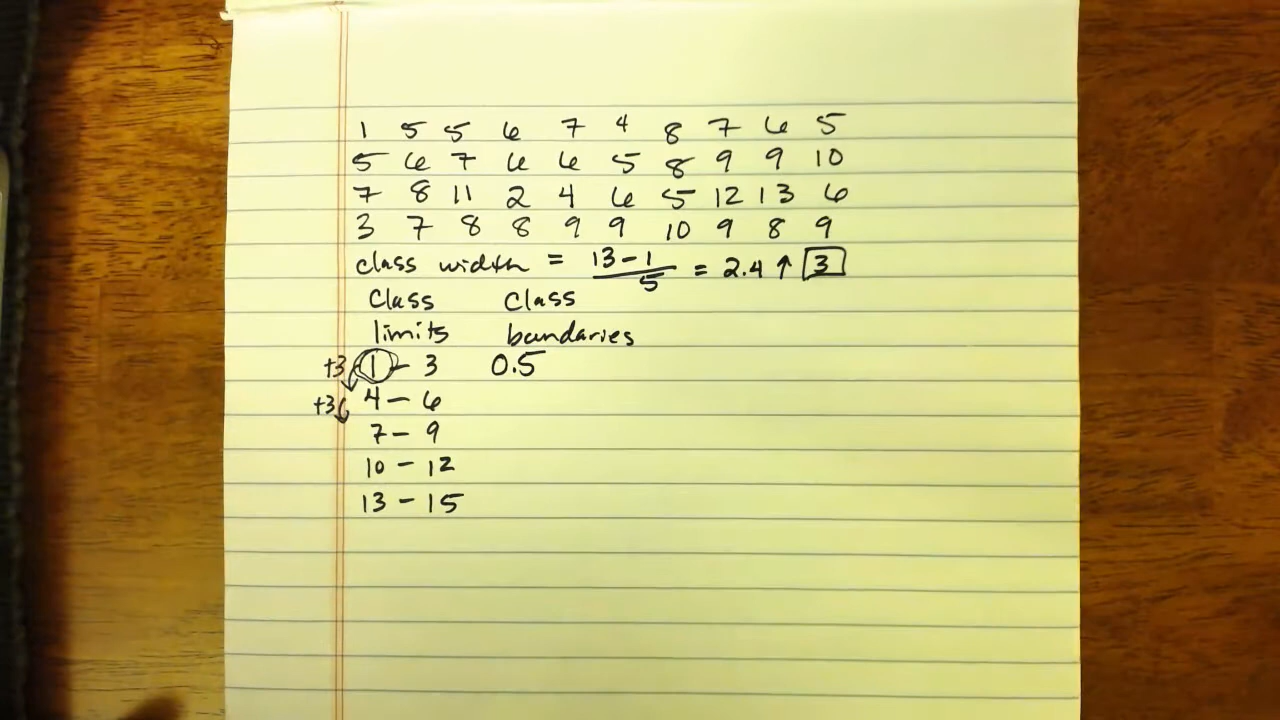 1 5 5 6 7 4 8 7 6 5
5 6 7 6 6 5 8 9 9 10
7 8 11 2 4 6 5 12 13 6
3 7 8 8 9 9 10 9 8 9
class width = 13-1 / 5 = 2.4 ↑ 3
Class Class
limits bundaries
+3 1 - 3 0.5
+3 4 - 6
7 - 9
10 - 12
13 - 15